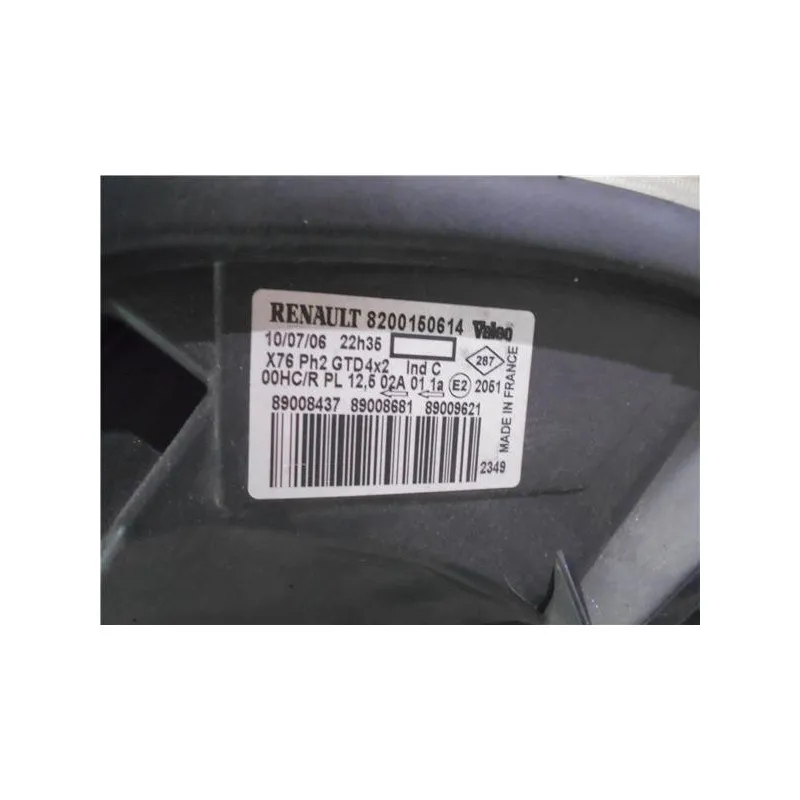 RENAULT 8200150614 Valeo
10/07/06 22h35
287
X76 Ph2 GTD4x2 Ind C
00HC/R PL 12,5 02A 01 1a E2 2051
89008437 89008681 89009621
2349
MADE IN FRANCE